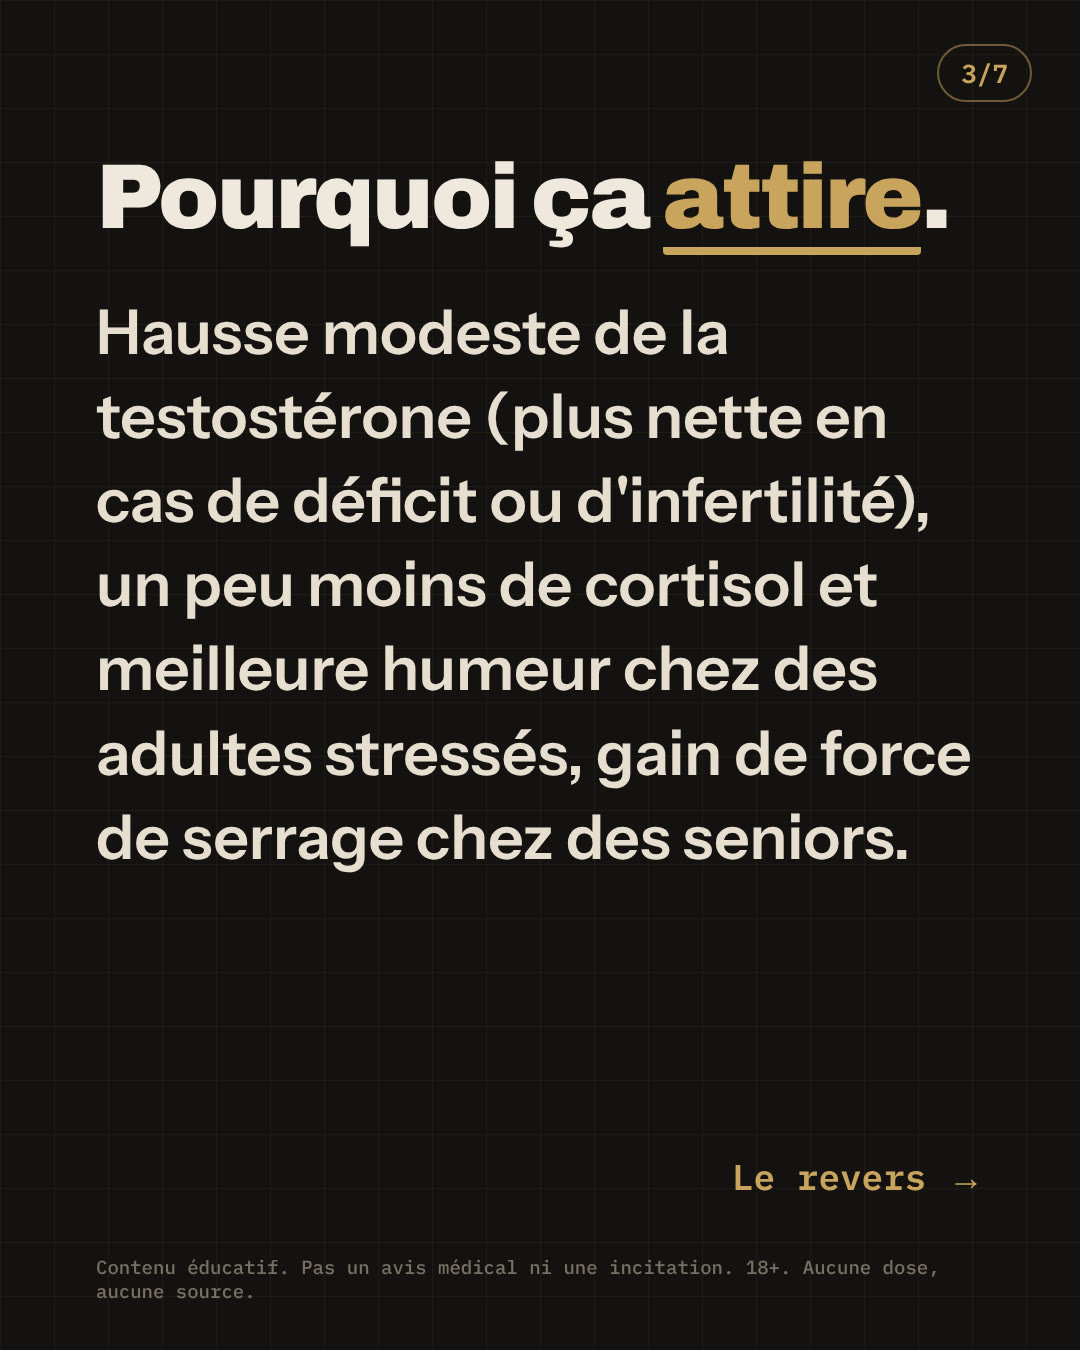 3/7
Pourquoi ça attire.
Hausse modeste de la
testostérone (plus nette en
cas de déficit ou d'infertilité),
un peu moins de cortisol et
meilleure humeur chez des
adultes stressés, gain de force
de serrage chez des seniors.
Le revers →
Contenu éducatif. Pas un avis médical ni une incitation. 18+. Aucune dose,
aucune source.